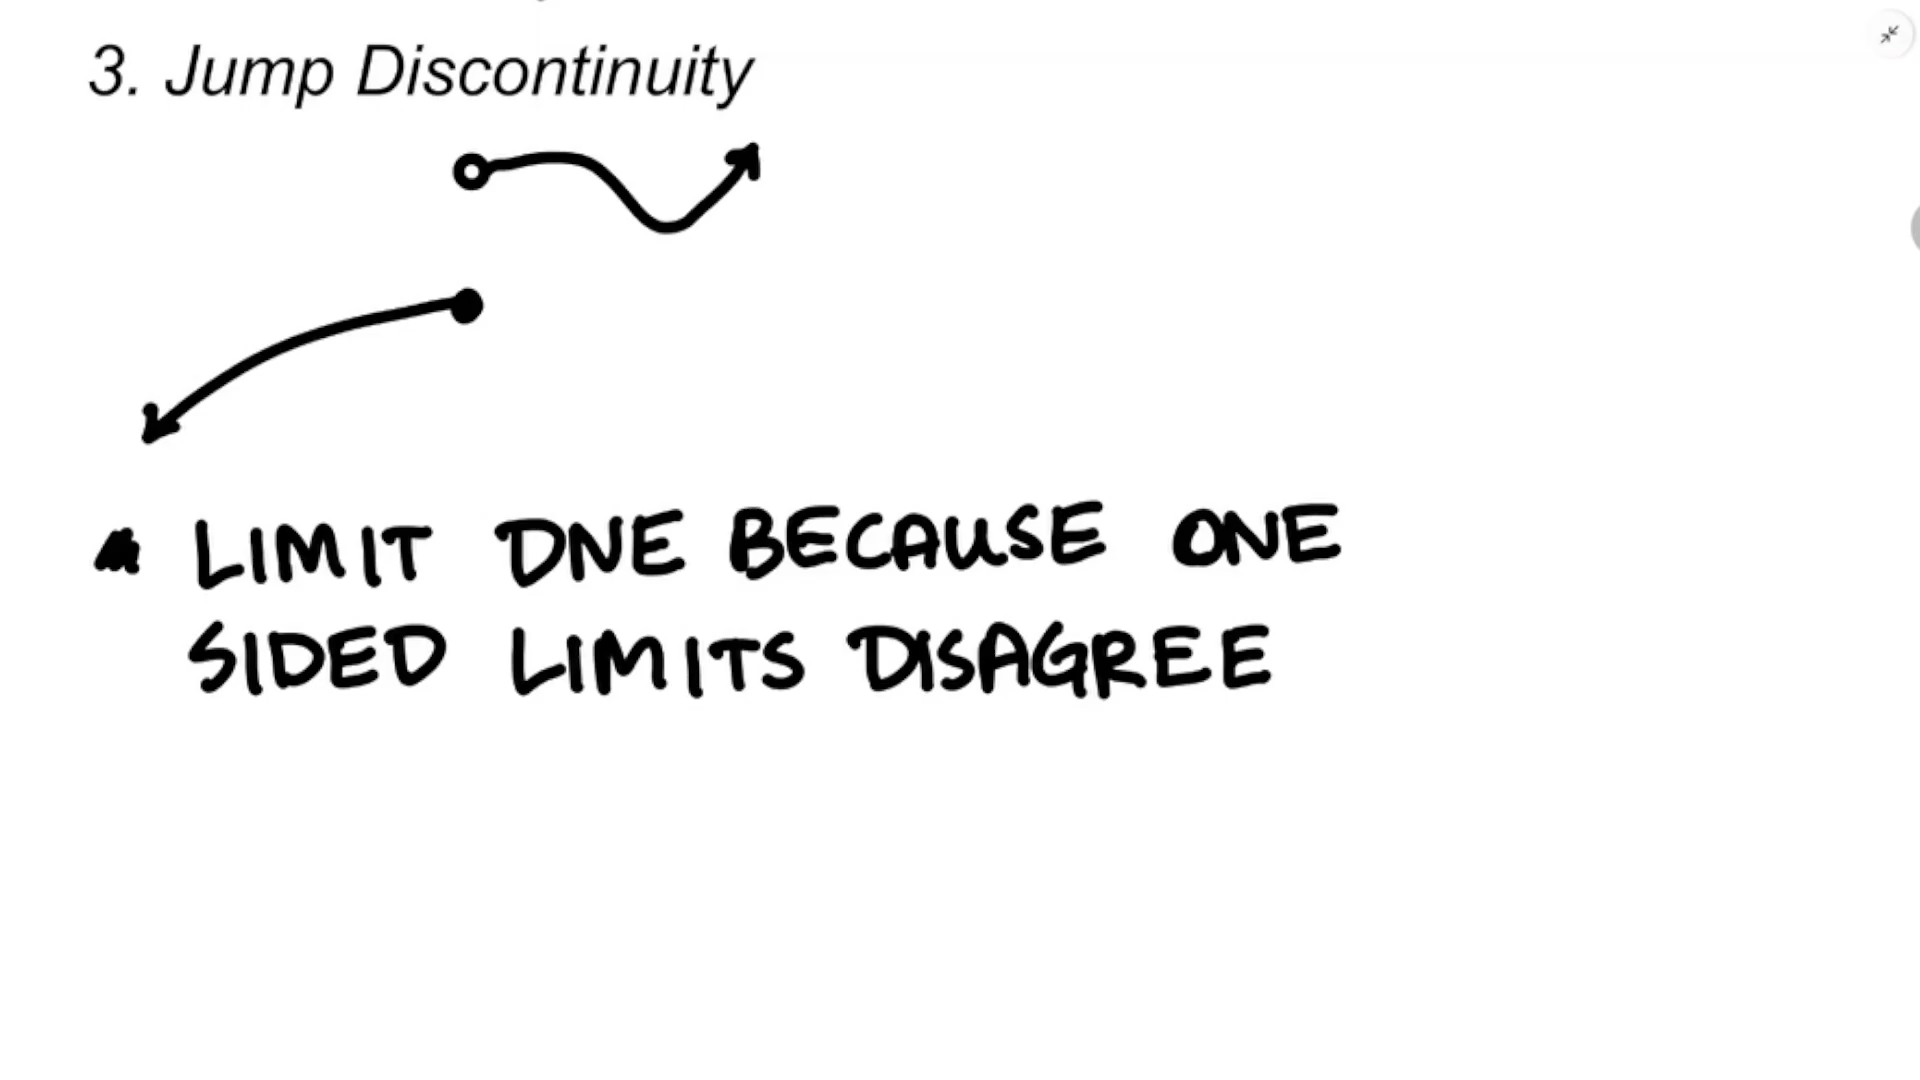 3. Jump Discontinuity
LIMIT DNE BECAUSE ONE
SIDED LIMITS DISAGREE